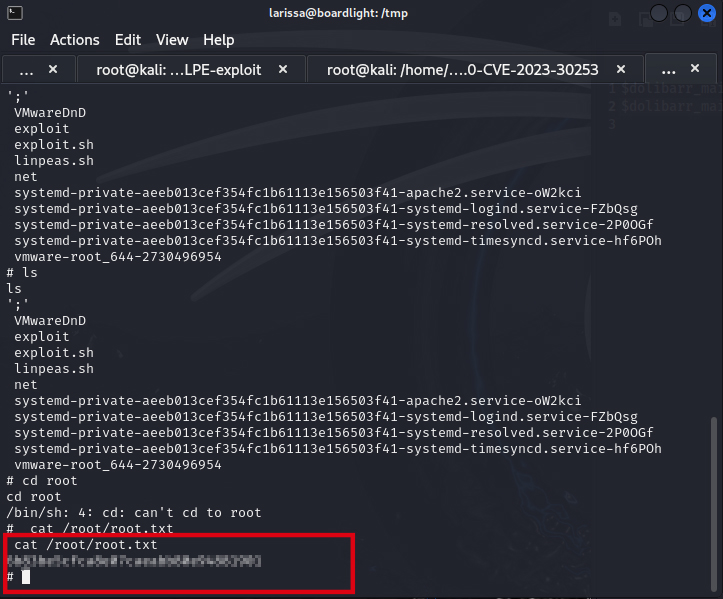 larissa@boardlight: /tmp
File Actions Edit View Help
... × root@kali: ...LPE-exploit × root@kali: /home/....0-CVE-2023-30253 × ... ×
1 $dolibarr_mai
2 $dolibarr_mai
3
';'
VMwareDnD
exploit
exploit.sh
linpeas.sh
net
systemd-private-aeeb013cef354fc1b61113e156503f41-apache2.service-oW2kci
systemd-private-aeeb013cef354fc1b61113e156503f41-systemd-logind.service-FZbQsg
systemd-private-aeeb013cef354fc1b61113e156503f41-systemd-resolved.service-2P0OGf
systemd-private-aeeb013cef354fc1b61113e156503f41-systemd-timesyncd.service-hf6POh
vmware-root_644-2730496954
# ls
ls
';'
VMwareDnD
exploit
exploit.sh
linpeas.sh
net
systemd-private-aeeb013cef354fc1b61113e156503f41-apache2.service-oW2kci
systemd-private-aeeb013cef354fc1b61113e156503f41-systemd-logind.service-FZbQsg
systemd-private-aeeb013cef354fc1b61113e156503f41-systemd-resolved.service-2P0OGf
systemd-private-aeeb013cef354fc1b61113e156503f41-systemd-timesyncd.service-hf6POh
vmware-root_644-2730496954
# cd root
cd root
/bin/sh: 4: cd: can't cd to root
#  cat /root/root.txt
cat /root/root.txt
#